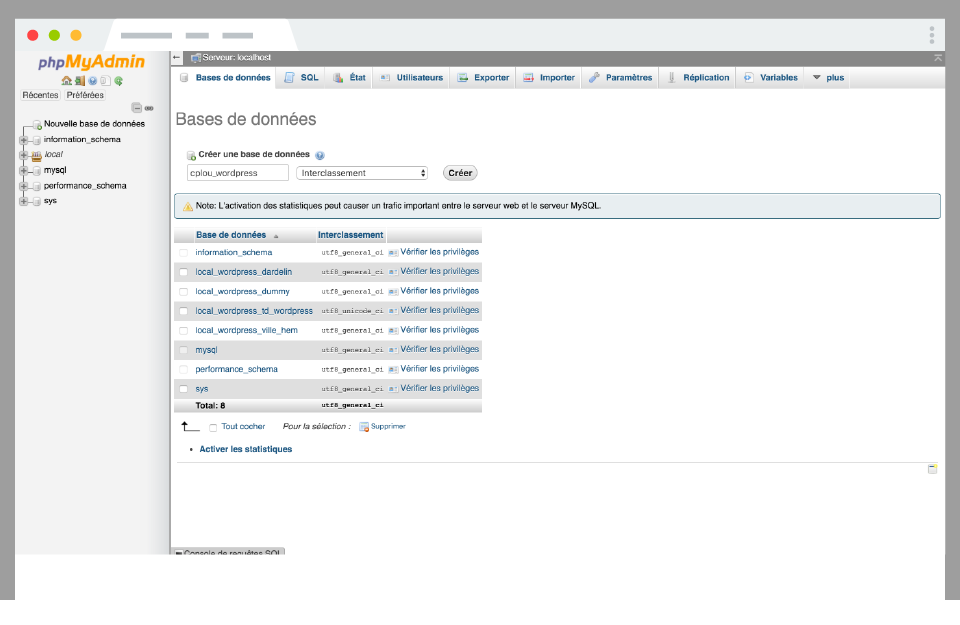 phpMyAdmin
Récentes Préférées
Nouvelle base de données
information_schema
local
mysql
performance_schema
sys
Serveur: localhost
Bases de données SQL État Utilisateurs Exporter Importer Paramètres Réplication Variables plus
Bases de données
Créer une base de données
cplou_wordpress Interclassement Créer
Note: L'activation des statistiques peut causer un trafic important entre le serveur web et le serveur MySQL.
Base de données Interclassement
information_schema utf8_general_ci Vérifier les privilèges
local_wordpress_dardelin utf8_general_ci Vérifier les privilèges
local_wordpress_dummy utf8_general_ci Vérifier les privilèges
local_wordpress_td_wordpress utf8_unicode_ci Vérifier les privilèges
local_wordpress_ville_hem utf8_general_ci Vérifier les privilèges
mysql utf8_general_ci Vérifier les privilèges
performance_schema utf8_general_ci Vérifier les privilèges
sys utf8_general_ci Vérifier les privilèges
Total: 8 utf8_general_ci
Tout cocher Pour la sélection : Supprimer
Activer les statistiques
Console de requêtes SQL